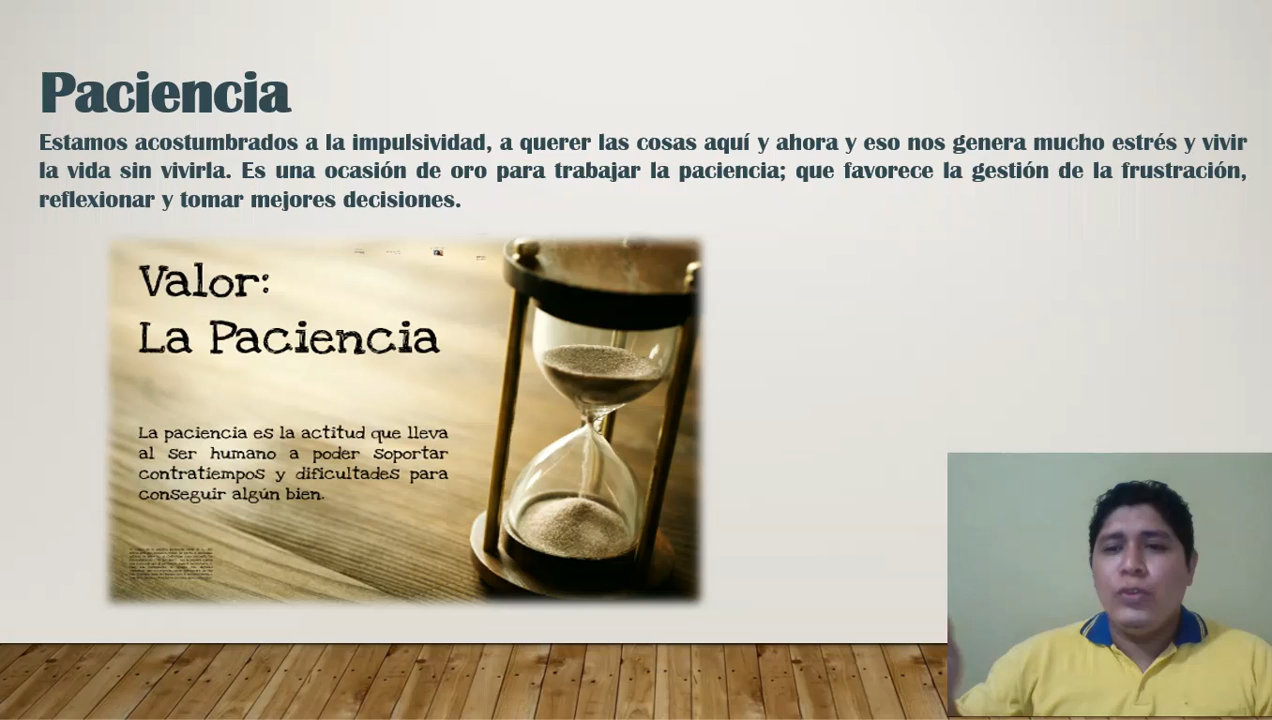 Paciencia
Estamos acostumbrados a la impulsividad, a querer las cosas aquí y ahora y eso nos genera mucho estrés y vivir
la vida sin vivirla. Es una ocasión de oro para trabajar la paciencia; que favorece la gestión de la frustración,
reflexionar y tomar mejores decisiones.
Valor:
La Paciencia
La paciencia es la actitud que lleva
al ser humano a poder soportar
contratiempos y dificultades para
conseguir algún bien.